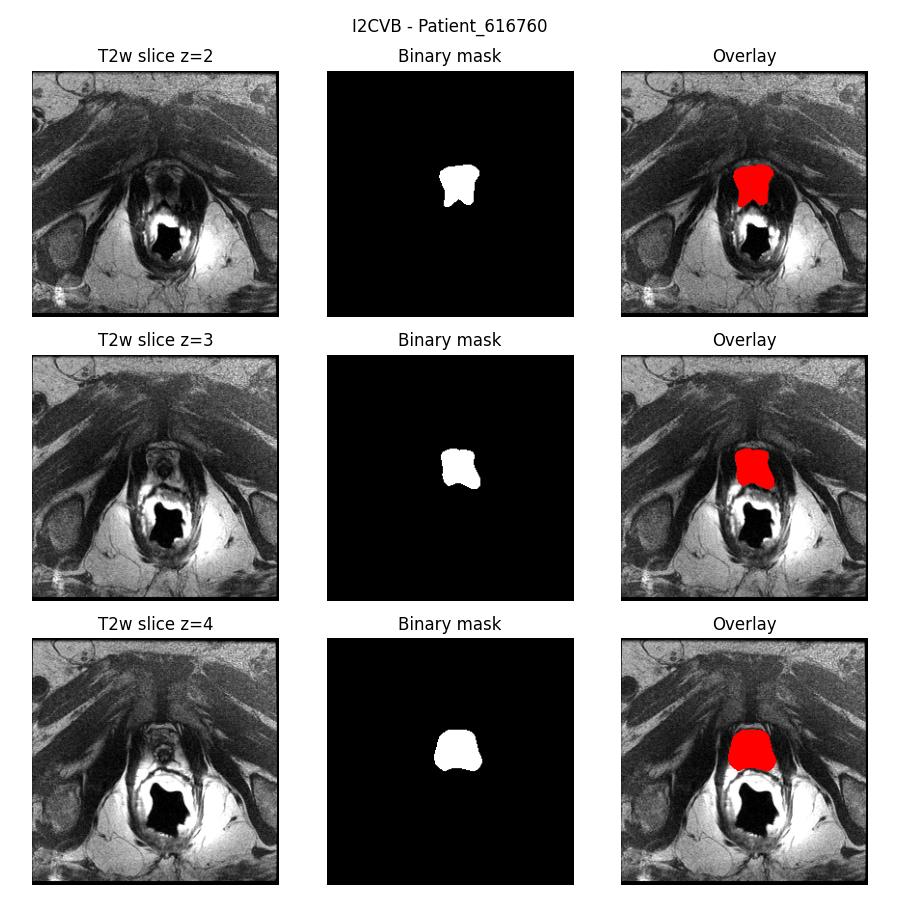 I2CVB - Patient_616760
T2w slice z=2
Binary mask
Overlay
T2w slice z=3
Binary mask
Overlay
T2w slice z=4
Binary mask
Overlay